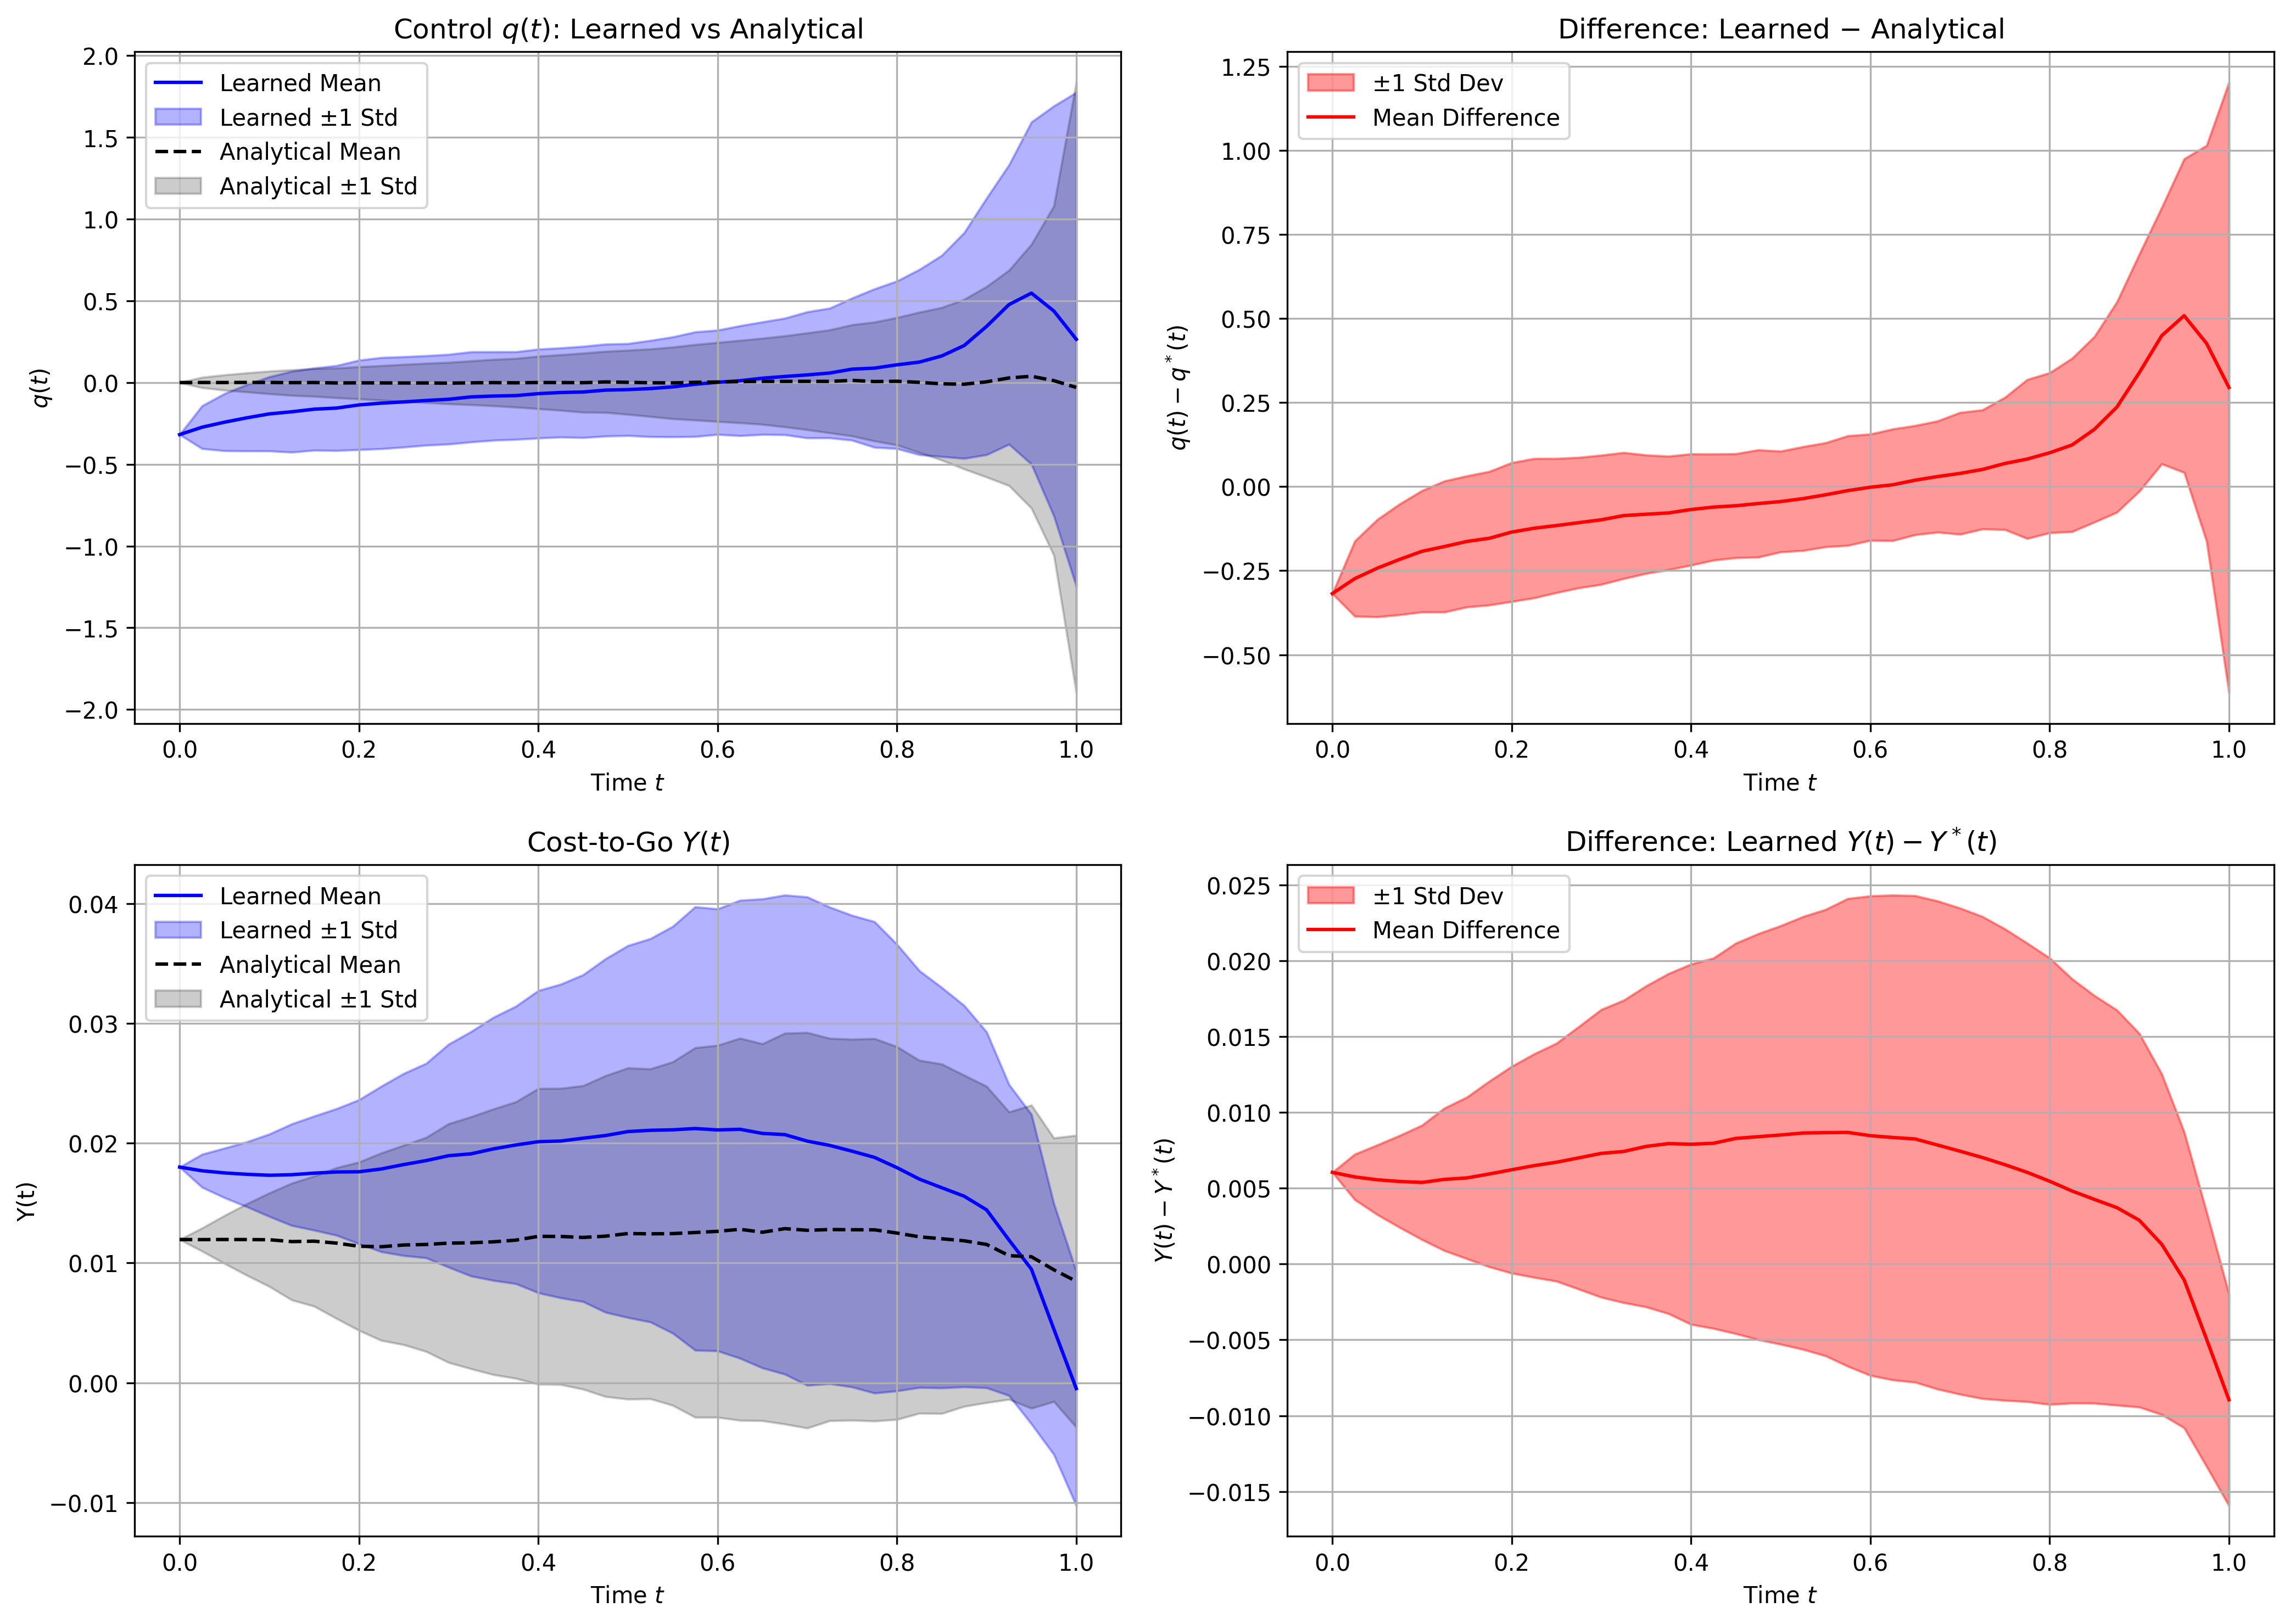 Control q(t): Learned vs Analytical
Learned Mean
Learned ±1 Std
Analytical Mean
Analytical ±1 Std
2.0
1.5
1.0
0.5
0.0
−0.5
−1.0
−1.5
−2.0
q(t)
0.0 0.2 0.4 0.6 0.8 1.0
Time t
Difference: Learned − Analytical
±1 Std Dev
Mean Difference
1.25
1.00
0.75
0.50
0.25
0.00
−0.25
−0.50
q(t) − q*(t)
0.0 0.2 0.4 0.6 0.8 1.0
Time t
Cost-to-Go Y(t)
Learned Mean
Learned ±1 Std
Analytical Mean
Analytical ±1 Std
0.04
0.03
0.02
0.01
0.00
−0.01
Y(t)
0.0 0.2 0.4 0.6 0.8 1.0
Time t
Difference: Learned Y(t) − Y*(t)
±1 Std Dev
Mean Difference
0.025
0.020
0.015
0.010
0.005
0.000
−0.005
−0.010
−0.015
Y(t) − Y*(t)
0.0 0.2 0.4 0.6 0.8 1.0
Time t